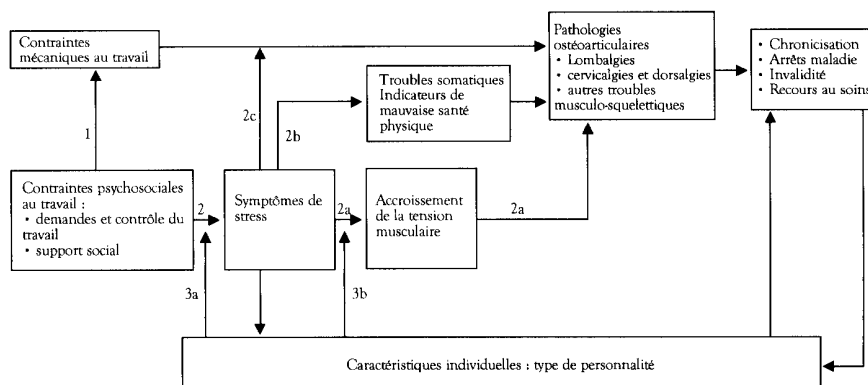 Contraintes
mécaniques au travail
Pathologies
ostéoarticulaires
• Lombalgies
• cervicalgies et dorsalgies
• autres troubles
musculo-squelettiques
• Chronicisation
• Arrêts maladie
• Invalidité
• Recours au soins
Troubles somatiques
Indicateurs de
mauvaise santé
physique
1
2c
2b
Contraintes psychosociales
au travail :
• demandes et contrôle du
travail
• support social
2
Symptômes de
stress
2a
Accroissement
de la tension
musculaire
2a
3a
3b
Caractéristiques individuelles : type de personnalité